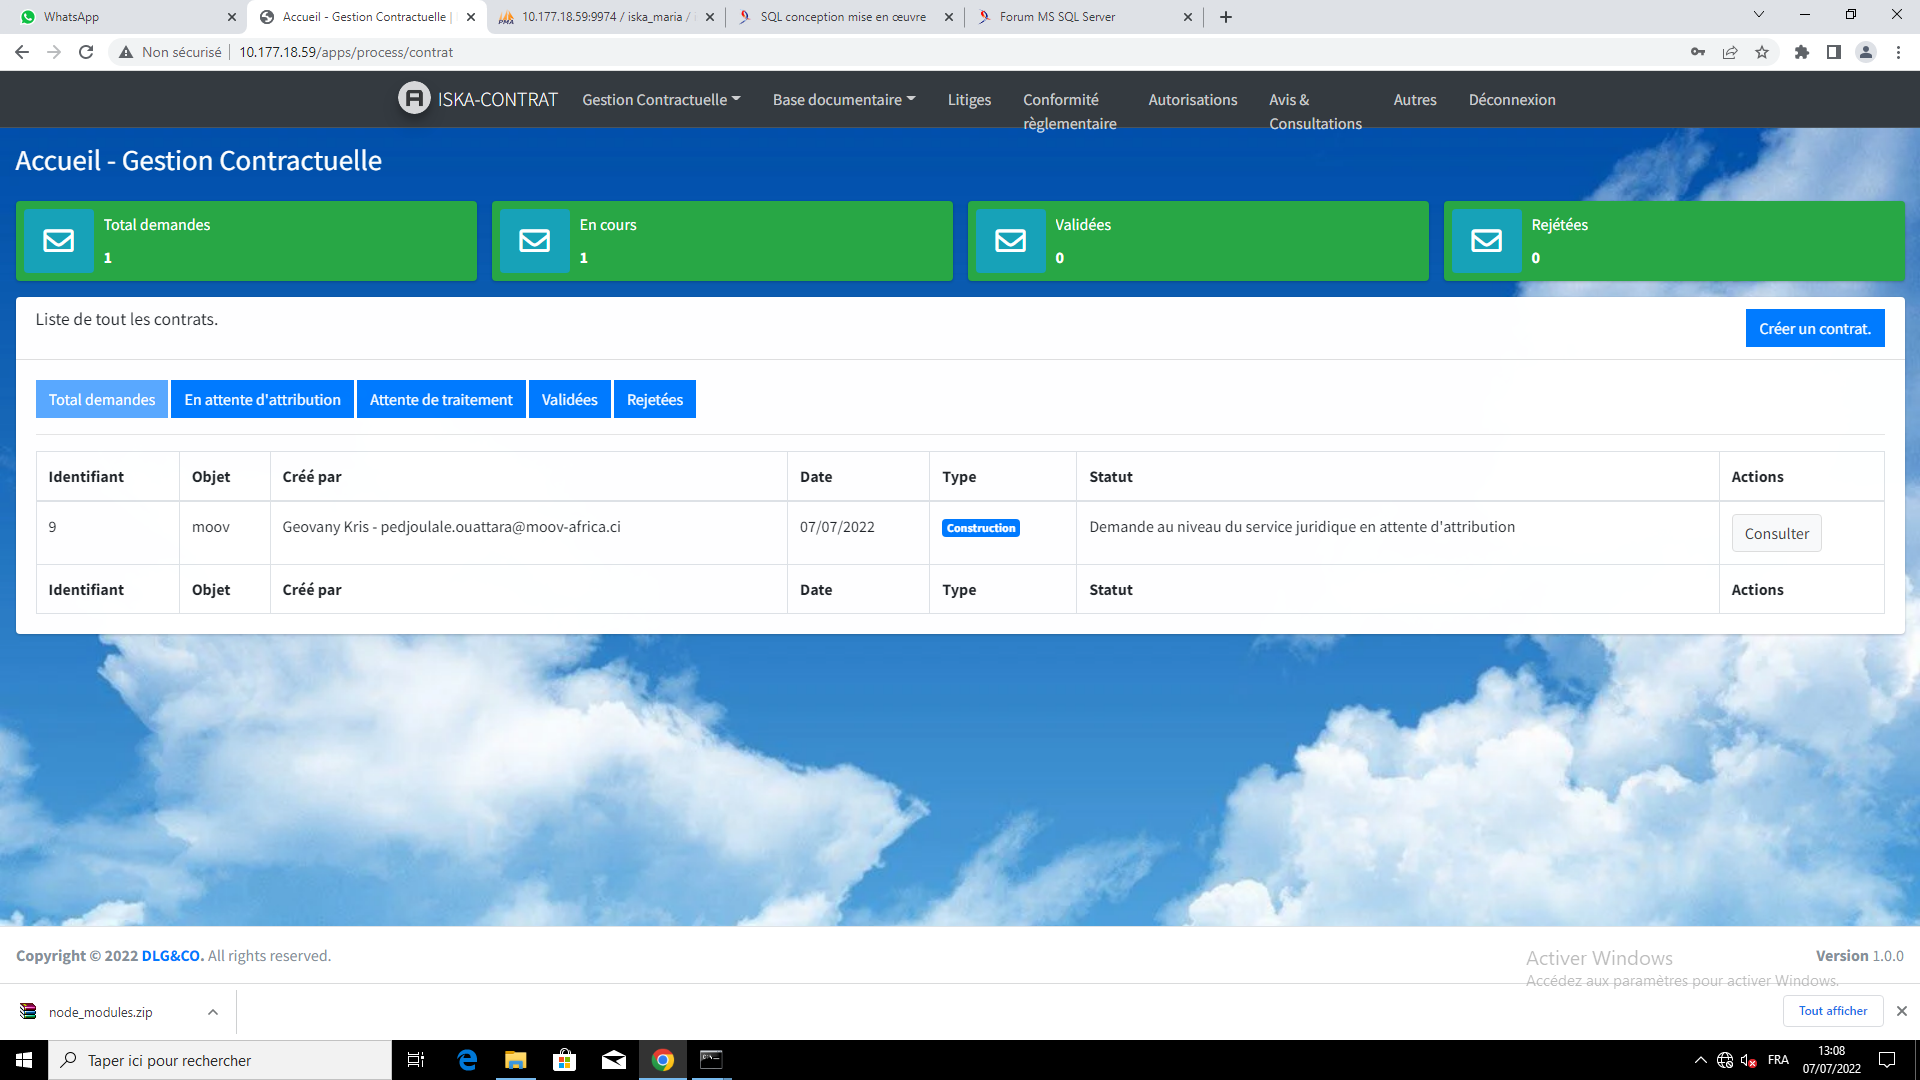 WhatsApp
Accueil - Gestion Contractuelle |
10.177.18.59:9974 / iska_maria /
SQL conception mise en œuvre
Forum MS SQL Server
Non sécurisé
10.177.18.59/apps/process/contrat
ISKA-CONTRAT
Gestion Contractuelle
Base documentaire
Litiges
Conformité
règlementaire
Autorisations
Avis &
Consultations
Autres
Déconnexion
Accueil - Gestion Contractuelle
Total demandes
1
En cours
1
Validées
0
Rejétées
0
Liste de tout les contrats.
Créer un contrat.
Total demandes
En attente d'attribution
Attente de traitement
Validées
Rejetées
Identifiant Objet Créé par Date Type Statut Actions
9 moov Geovany Kris - pedjoulale.ouattara@moov-africa.ci 07/07/2022 Construction Demande au niveau du service juridique en attente d'attribution Consulter
Identifiant Objet Créé par Date Type Statut Actions
Copyright © 2022 DLG&CO. All rights reserved.
Version 1.0.0
Activer Windows
Accédez aux paramètres pour activer Windows.
node_modules.zip
Tout afficher
Taper ici pour rechercher
FRA
13:08
07/07/2022